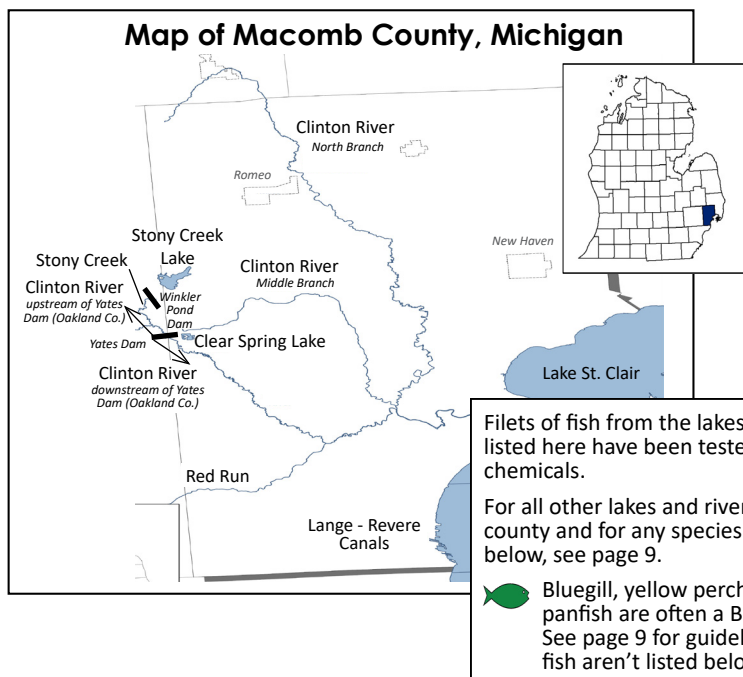 Map of Macomb County, Michigan
Clinton River
North Branch
Romeo
New Haven
Stony Creek
Lake
Stony Creek
Clinton River
upstream of Yates
Dam (Oakland Co.)
Winkler
Pond
Dam
Clinton River
Middle Branch
Yates Dam
Clear Spring Lake
Clinton River
downstream of Yates
Dam (Oakland Co.)
Lake St. Clair
Red Run
Lange - Revere
Canals
Filets of fish from the lakes
listed here have been teste
chemicals.
For all other lakes and river
county and for any species
below, see page 9.
Bluegill, yellow perch
panfish are often a B
See page 9 for guidel
fish aren't listed belo